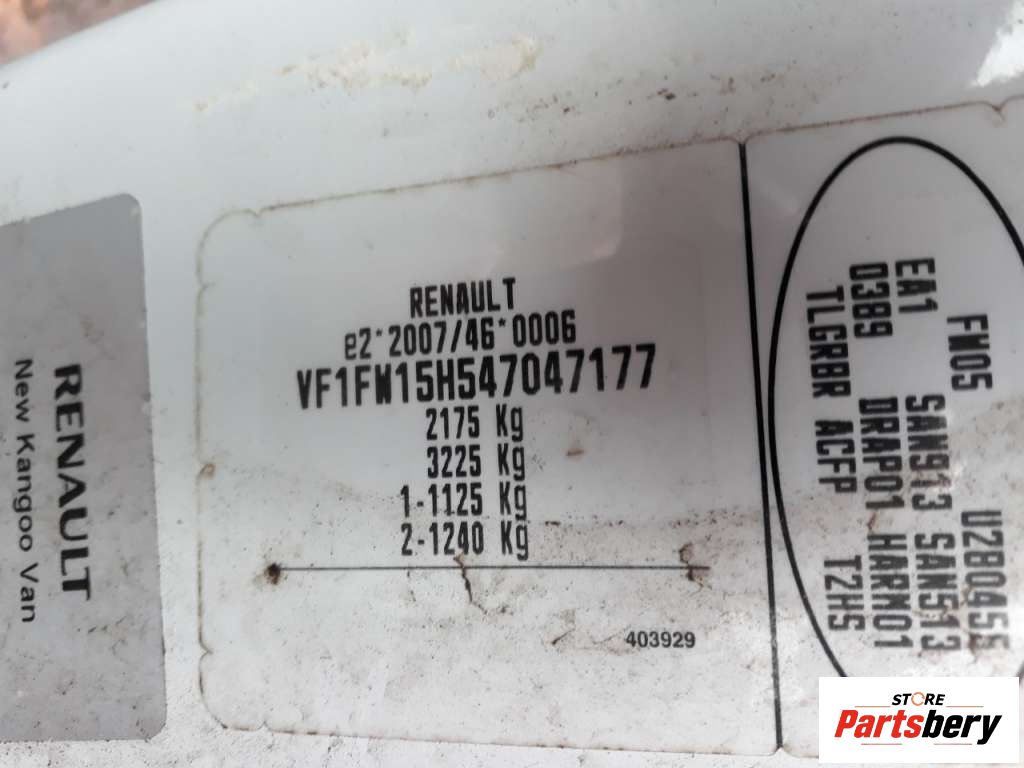 RENAULT
New Kangoo Van
RENAULT
e2*2007/46*0006
VF1FW15H547047177
2175 Kg
3225 Kg
1-1125 Kg
2-1240 Kg
403929
FW05 U2B0455
EA1 SAN913 SAN513
0389 DRAP01 HARM01
TLGRBR ACFP T2HS
STORE
Partsbery